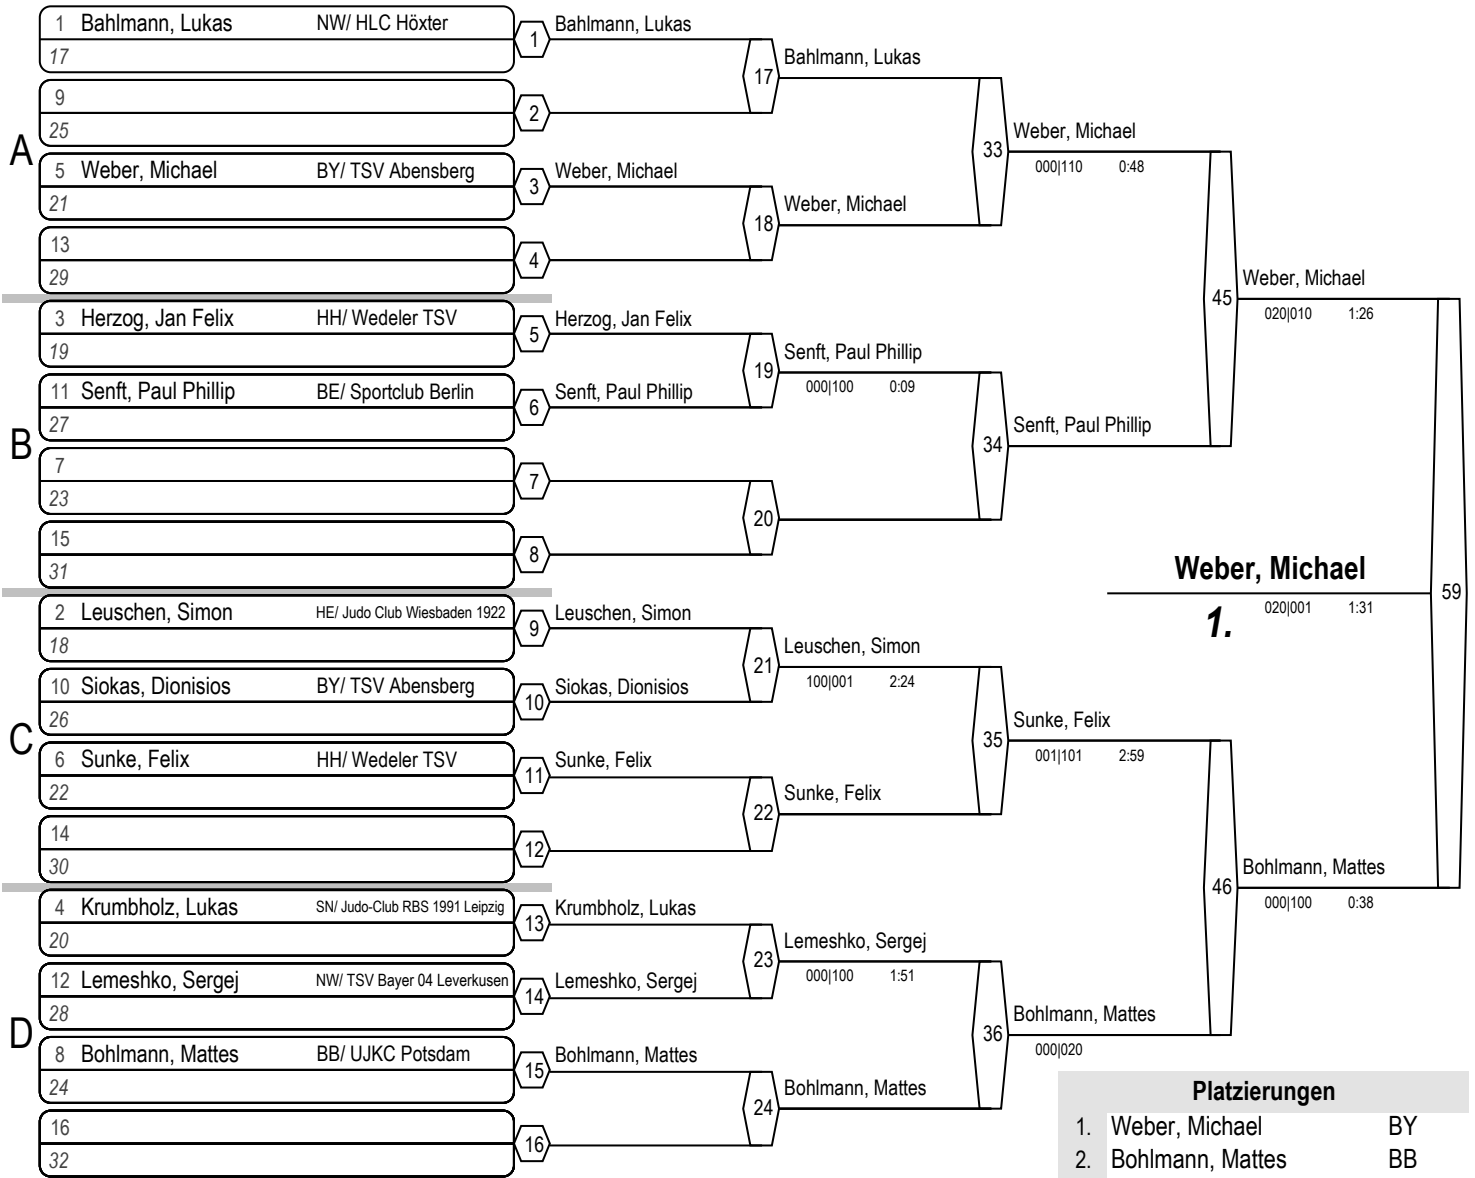 1 Bahlmann, Lukas NW/ HLC Höxter
17
9
25
A
5 Weber, Michael BY/ TSV Abensberg
21
13
29
3 Herzog, Jan Felix HH/ Wedeler TSV
19
11 Senft, Paul Phillip BE/ Sportclub Berlin
27
B
7
23
15
31
2 Leuschen, Simon HE/ Judo Club Wiesbaden 1922
18
10 Siokas, Dionisios BY/ TSV Abensberg
26
C
6 Sunke, Felix HH/ Wedeler TSV
22
14
30
4 Krumbholz, Lukas SN/ Judo-Club RBS 1991 Leipzig
20
12 Lemeshko, Sergej NW/ TSV Bayer 04 Leverkusen
28
D
8 Bohlmann, Mattes BB/ UJKC Potsdam
24
16
32
1 Bahlmann, Lukas
2
3 Weber, Michael
4
5 Herzog, Jan Felix
6 Senft, Paul Phillip
7
8
9 Leuschen, Simon
10 Siokas, Dionisios
11 Sunke, Felix
12
13 Krumbholz, Lukas
14 Lemeshko, Sergej
15 Bohlmann, Mattes
16
17 Bahlmann, Lukas
18 Weber, Michael
19 Senft, Paul Phillip
000|100 0:09
20
21 Leuschen, Simon
100|001 2:24
22 Sunke, Felix
23 Lemeshko, Sergej
000|100 1:51
24 Bohlmann, Mattes
33 Weber, Michael
000|110 0:48
34 Senft, Paul Phillip
35 Sunke, Felix
001|101 2:59
36 Bohlmann, Mattes
000|020
45 Weber, Michael
020|010 1:26
46 Bohlmann, Mattes
000|100 0:38
59 Weber, Michael
1. 020|001 1:31
Platzierungen
1. Weber, Michael BY
2. Bohlmann, Mattes BB